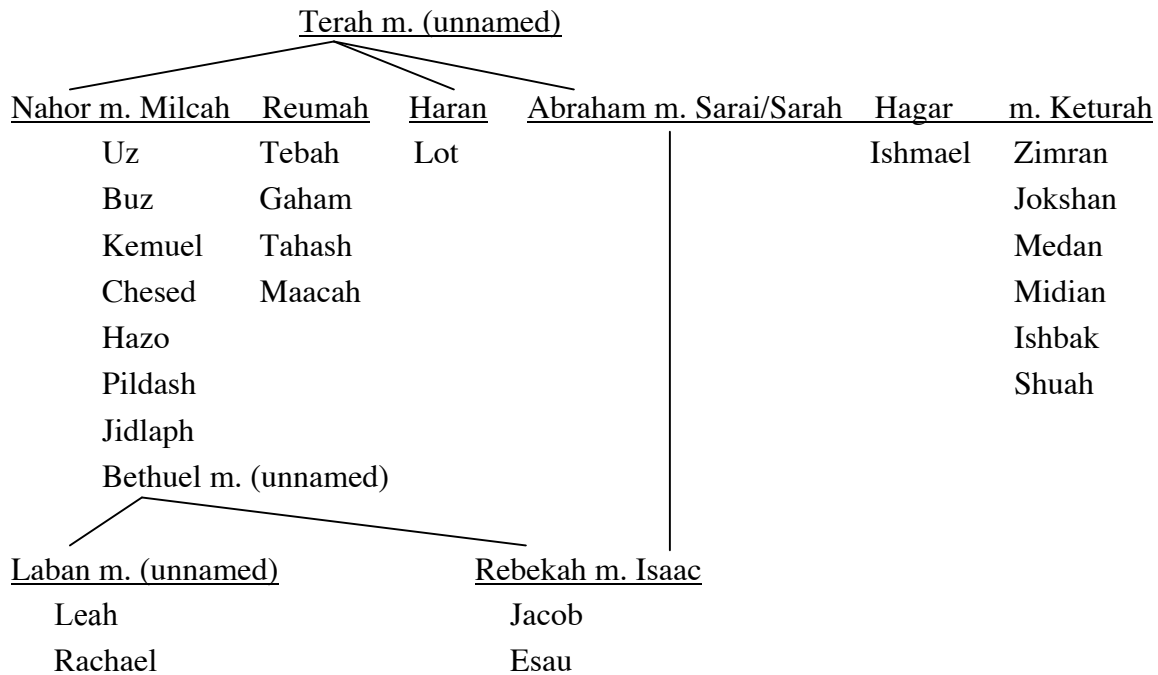 Terah m. (unnamed)
Nahor m. Milcah Reumah Haran Abraham m. Sarai/Sarah Hagar m. Keturah
Uz Tebah Lot Ishmael Zimran
Buz Gaham Jokshan
Kemuel Tahash Medan
Chesed Maacah Midian
Hazo Ishbak
Pildash Shuah
Jidlaph
Bethuel m. (unnamed)
Laban m. (unnamed) Rebekah m. Isaac
Leah Jacob
Rachael Esau